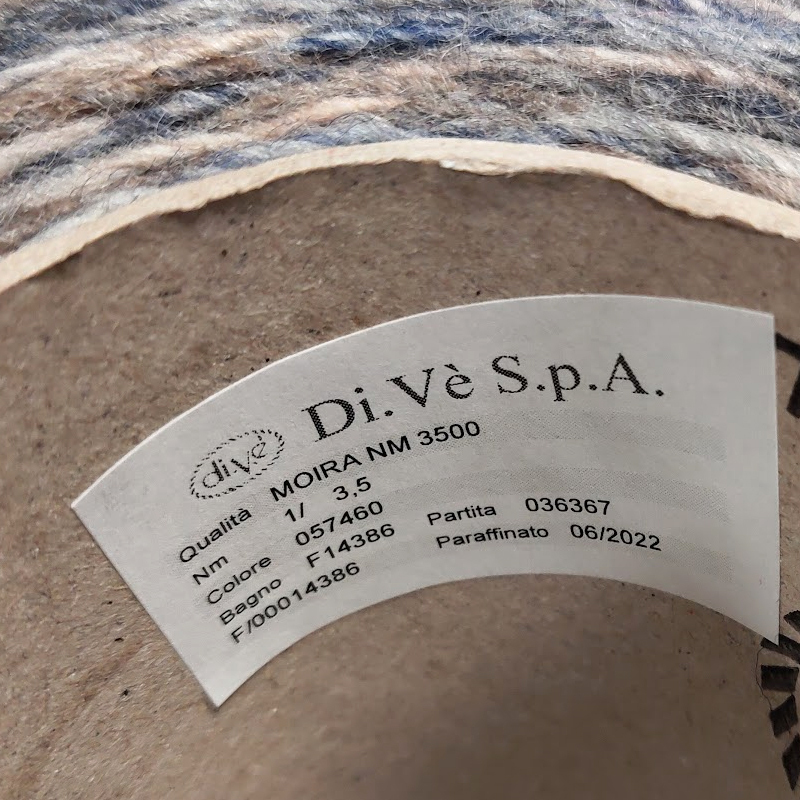 divè
Di.Vè S.p.A.
Qualità MOIRA NM 3500
Nm 1/ 3,5
Colore 057460 Partita 036367
Bagno F14386 Paraffinato 06/2022
F/00014386